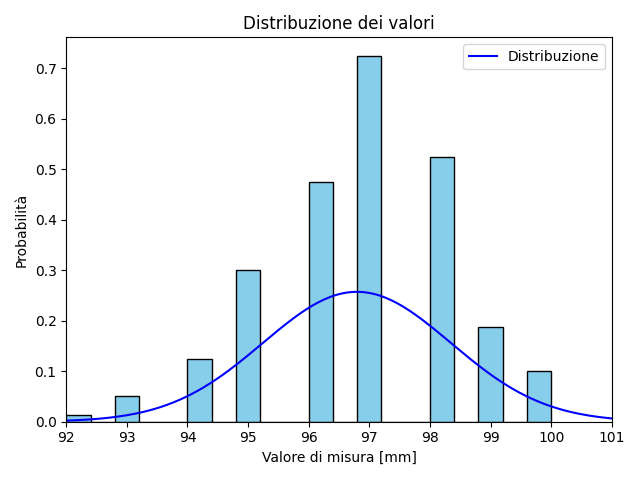 Distribuzione dei valori
Distribuzione
Probabilità
0.7
0.6
0.5
0.4
0.3
0.2
0.1
0.0
92 93 94 95 96 97 98 99 100 101
Valore di misura [mm]